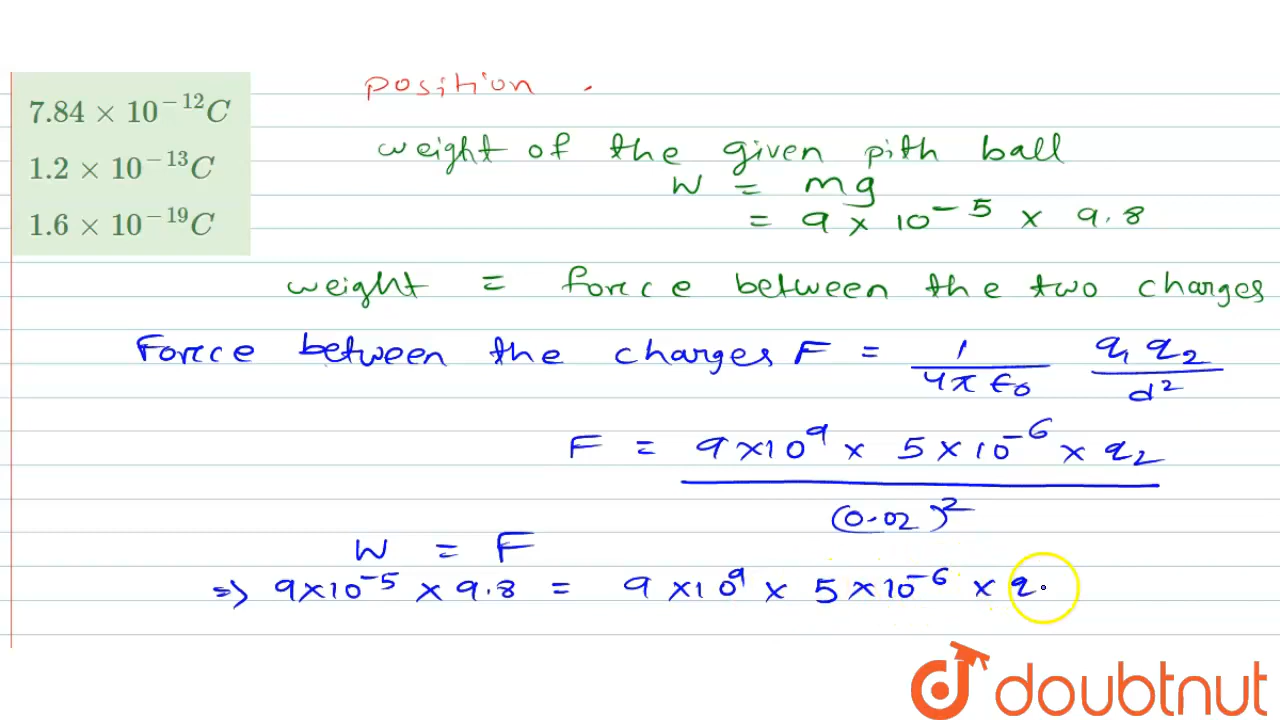 7.84 × 10⁻¹²C
1.2 × 10⁻¹³C
1.6 × 10⁻¹⁹C
position .
weight of the given pith ball
W = mg
= 9 × 10⁻⁵ × 9.8
weight = force between the two charges
Force between the charges F = 1/4πϵ₀ q₁q₂/d²
F = 9×10⁹ × 5×10⁻⁶ × q₂/(0.02)²
W = F
⇒ 9×10⁻⁵ × 9.8 = 9×10⁹ × 5×10⁻⁶ × q
doubtnut